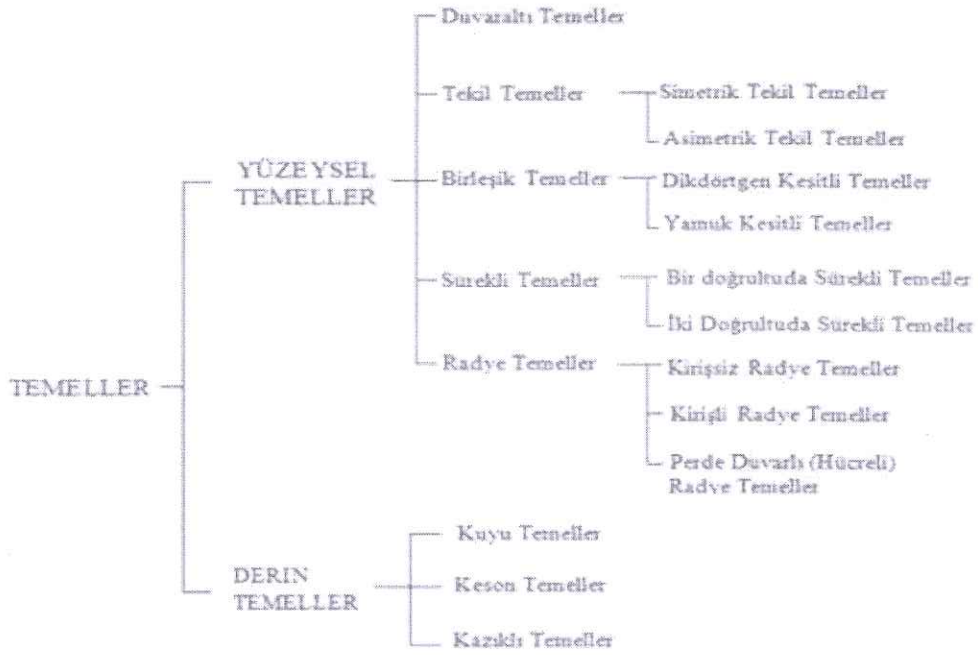 Duvaraltı Temeller
Tekil Temeller
Simetrik Tekil Temeller
Asimetrik Tekil Temeller
YÜZEYSEL
TEMELLER
Birleşik Temeller
Dikdörtgen Kesitli Temeller
Yamuk Kesitli Temeller
Sürekli Temeller
Bir doğrultuda Sürekli Temeller
İki Doğrultuda Sürekli Temeller
Radye Temeller
Kirişsiz Radye Temeller
Kirişli Radye Temeller
Perde Duvarlı (Hücreli)
Radye Temeller
TEMELLER
DERIN
TEMELLER
Kuyu Temeller
Keson Temeller
Kazıklı Temeller